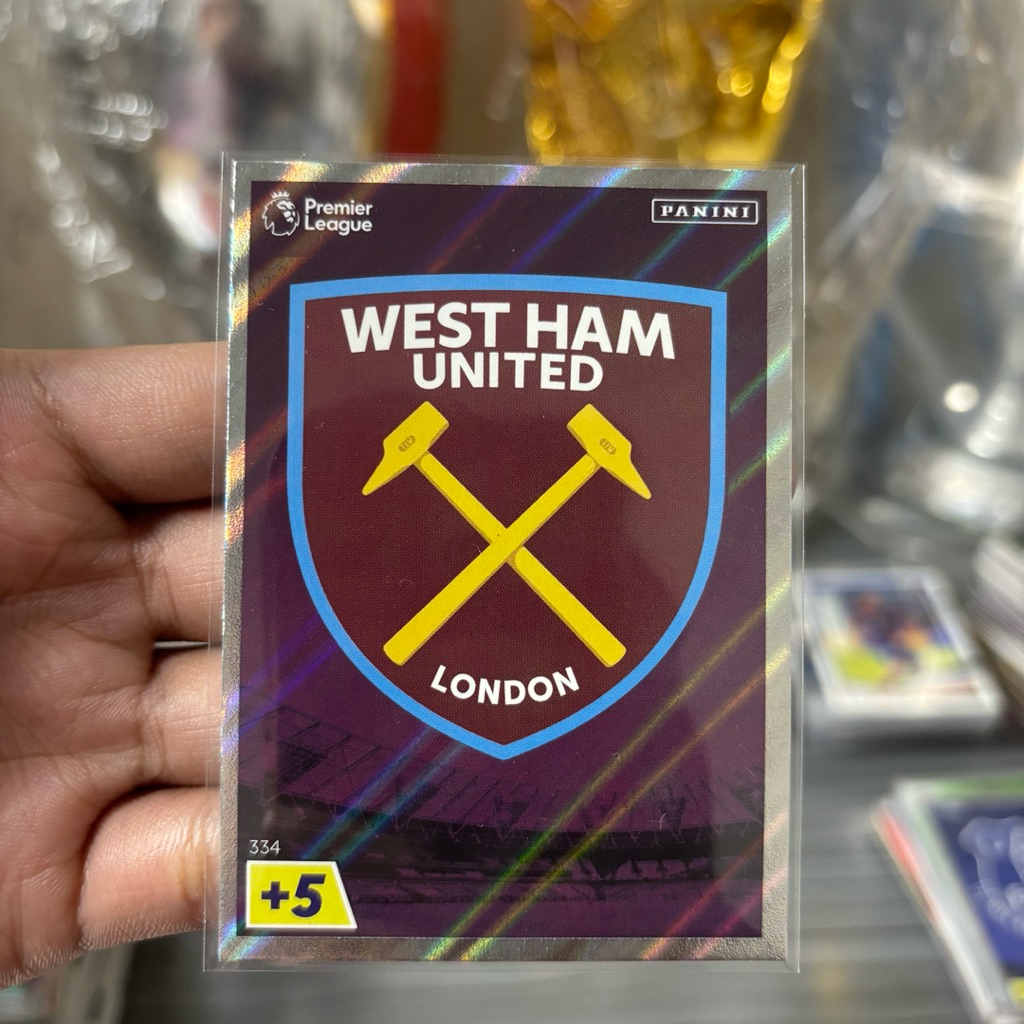 Premier
League
PANINI
WEST HAM
UNITED
LONDON
334
+5